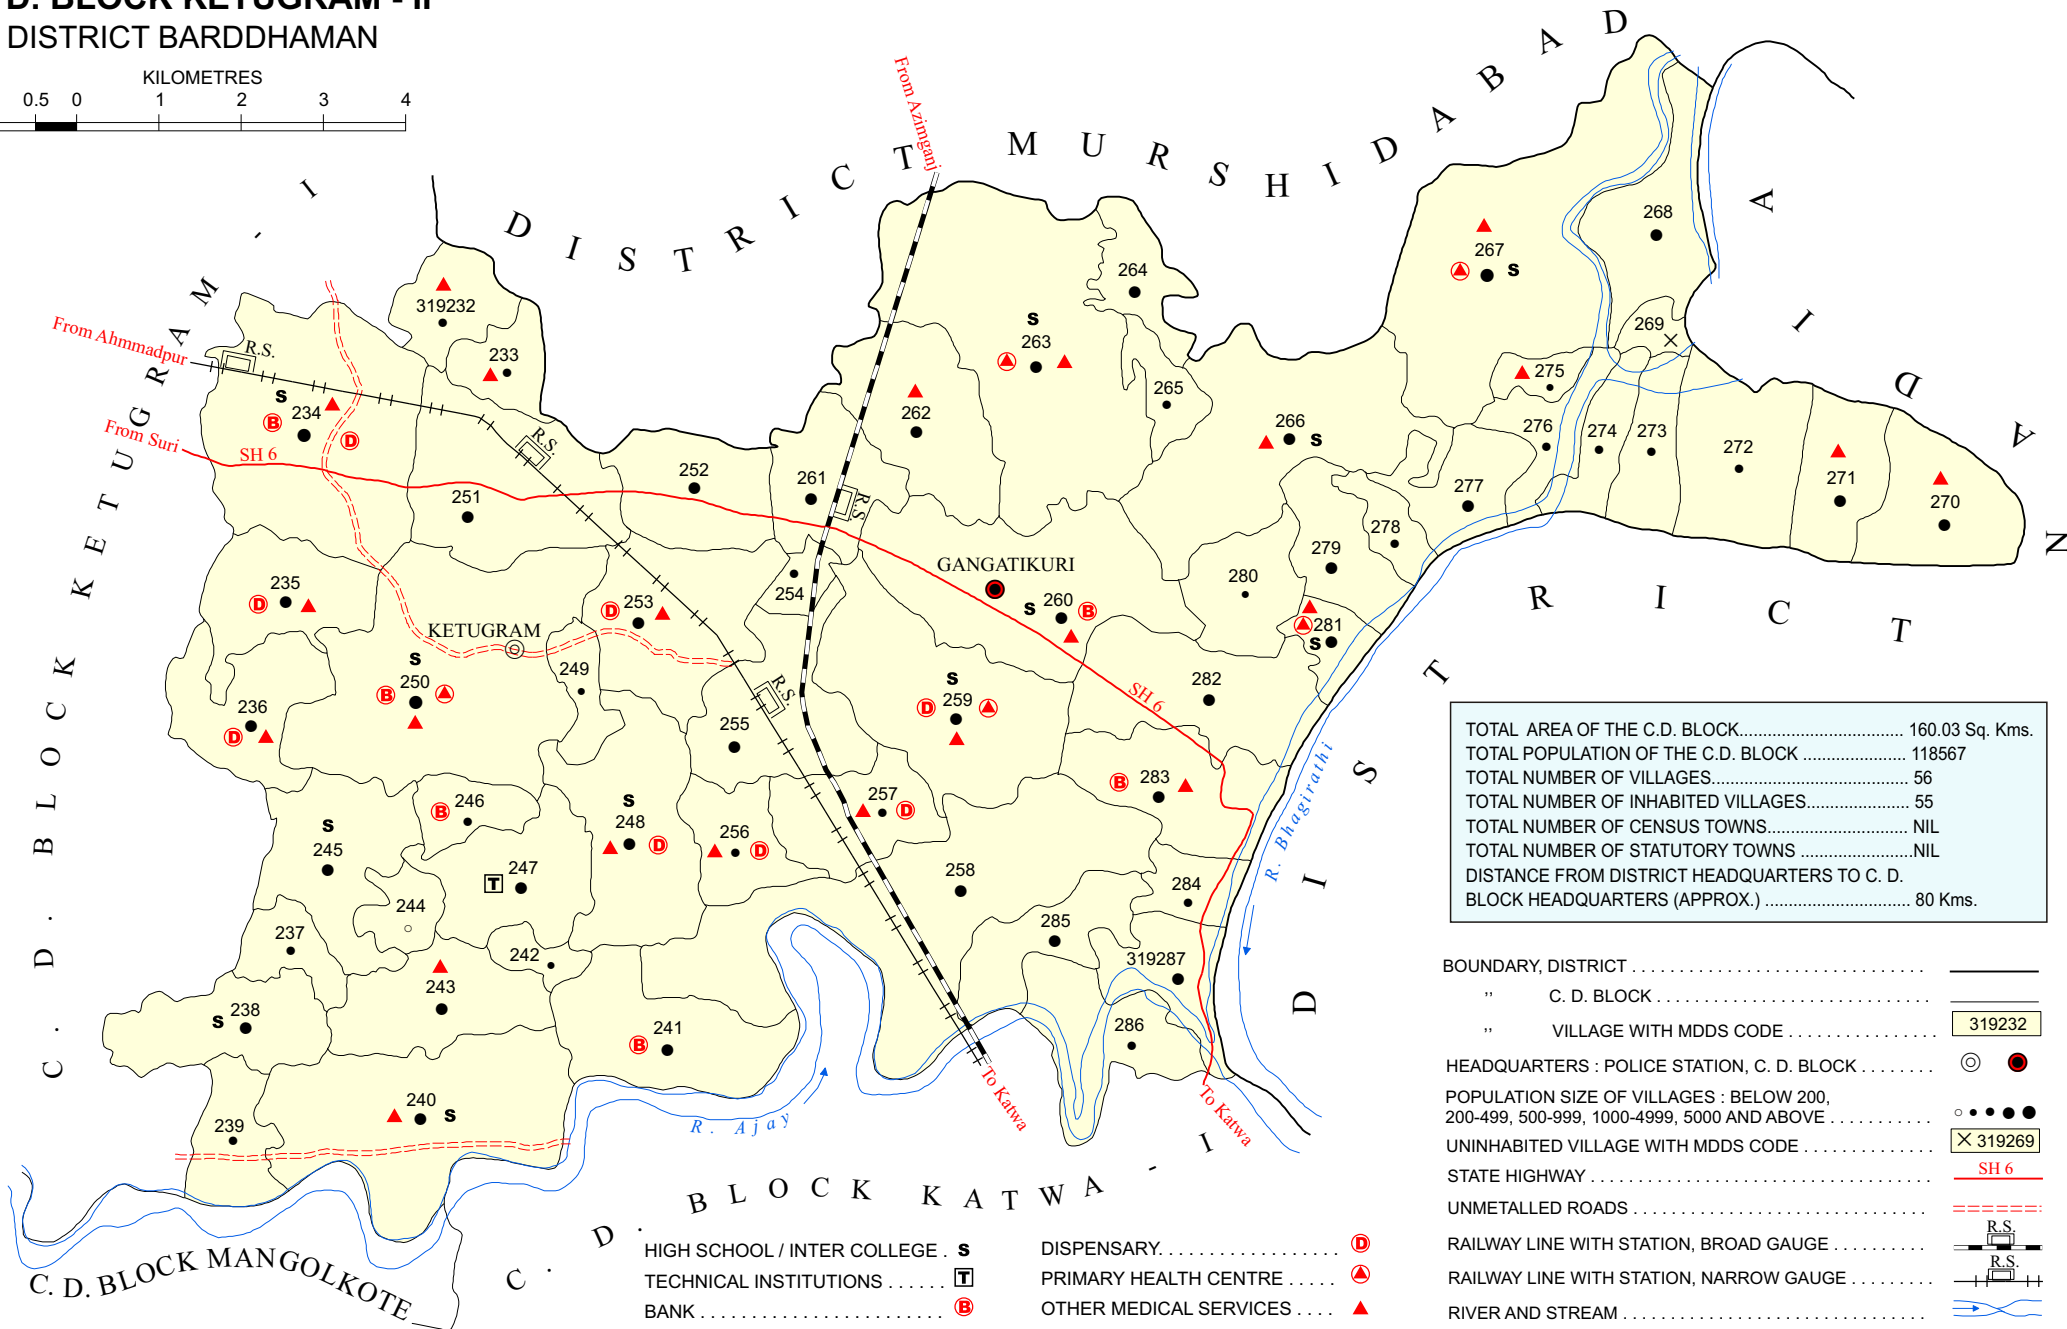 D. BLOCK KETUGRAM - II
DISTRICT BARDDHAMAN
KILOMETRES
0.5 0 1 2 3 4
DISTRICT MURSHIDABAD
DISTRICT NADIA
C. D. BLOCK KETUGRAM - I
C. D. BLOCK KATWA - I
C. D. BLOCK MANGOLKOTE
From Azimganj
From Ahmmadpur
From Suri
SH 6
SH 6
To Katwa
To Katwa
R. Ajay
R. Bhagirathi
R.S.
R.S.
R.S.
R.S.
KETUGRAM
GANGATIKURI
319232
233
S
234
B
D
D
235
236
D
237
S 238
239
240 S
B 241
242
243
244
S
245
B 246
T 247
S
248 D
249
S
B 250
251
252
D 253
254
255
256 D
257 D
258
S
D 259
S 260 B
261
262
S
263
264
265
266 S
267 S
268
269
270
271
272
273
274
275
276
277
278
279
280
281
S
282
B 283
284
285
286
319287
TOTAL AREA OF THE C.D. BLOCK................................... 160.03 Sq. Kms.
TOTAL POPULATION OF THE C.D. BLOCK ...................... 118567
TOTAL NUMBER OF VILLAGES.......................................... 56
TOTAL NUMBER OF INHABITED VILLAGES...................... 55
TOTAL NUMBER OF CENSUS TOWNS.............................. NIL
TOTAL NUMBER OF STATUTORY TOWNS ........................NIL
DISTANCE FROM DISTRICT HEADQUARTERS TO C. D.
BLOCK HEADQUARTERS (APPROX.) ............................... 80 Kms.
BOUNDARY, DISTRICT . . . . . . . . . . . . . . . . . . . . . . . . . . . .
,, C. D. BLOCK . . . . . . . . . . . . . . . . . . . . . . . . . . .
,, VILLAGE WITH MDDS CODE . . . . . . . . . . . . . . 319232
HEADQUARTERS : POLICE STATION, C. D. BLOCK . . . . . . . .
POPULATION SIZE OF VILLAGES : BELOW 200,
200-499, 500-999, 1000-4999, 5000 AND ABOVE . . . . . . . . . .
UNINHABITED VILLAGE WITH MDDS CODE . . . . . . . . . . . . . 319269
STATE HIGHWAY . . . . . . . . . . . . . . . . . . . . . . . . . . . . . . . . SH 6
UNMETALLED ROADS . . . . . . . . . . . . . . . . . . . . . . . . . . . .
RAILWAY LINE WITH STATION, BROAD GAUGE . . . . . . . . . . R.S.
RAILWAY LINE WITH STATION, NARROW GAUGE . . . . . . . . . R.S.
RIVER AND STREAM . . . . . . . . . . . . . . . . . . . . . . . . . . . . .
HIGH SCHOOL / INTER COLLEGE . S
TECHNICAL INSTITUTIONS . . . . . . T
BANK . . . . . . . . . . . . . . . . . . . . . . . . B
DISPENSARY. . . . . . . . . . . . . . . . . . D
PRIMARY HEALTH CENTRE . . . . .
OTHER MEDICAL SERVICES . . . .